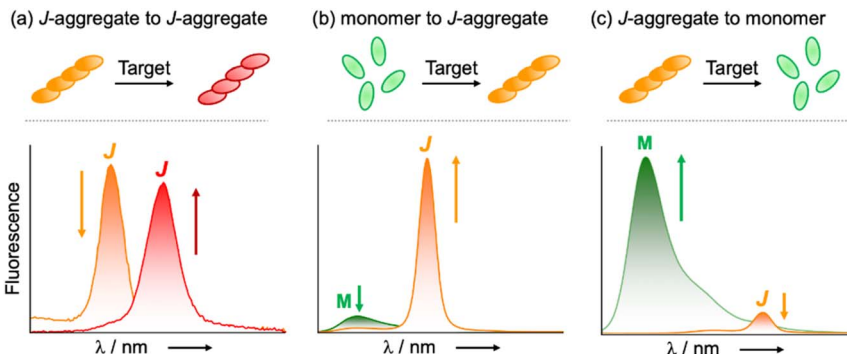 (a) J-aggregate to J-aggregate
Target
J
J
Fluorescence
λ / nm
(b) monomer to J-aggregate
Target
J
M
λ / nm
(c) J-aggregate to monomer
Target
M
J
λ / nm